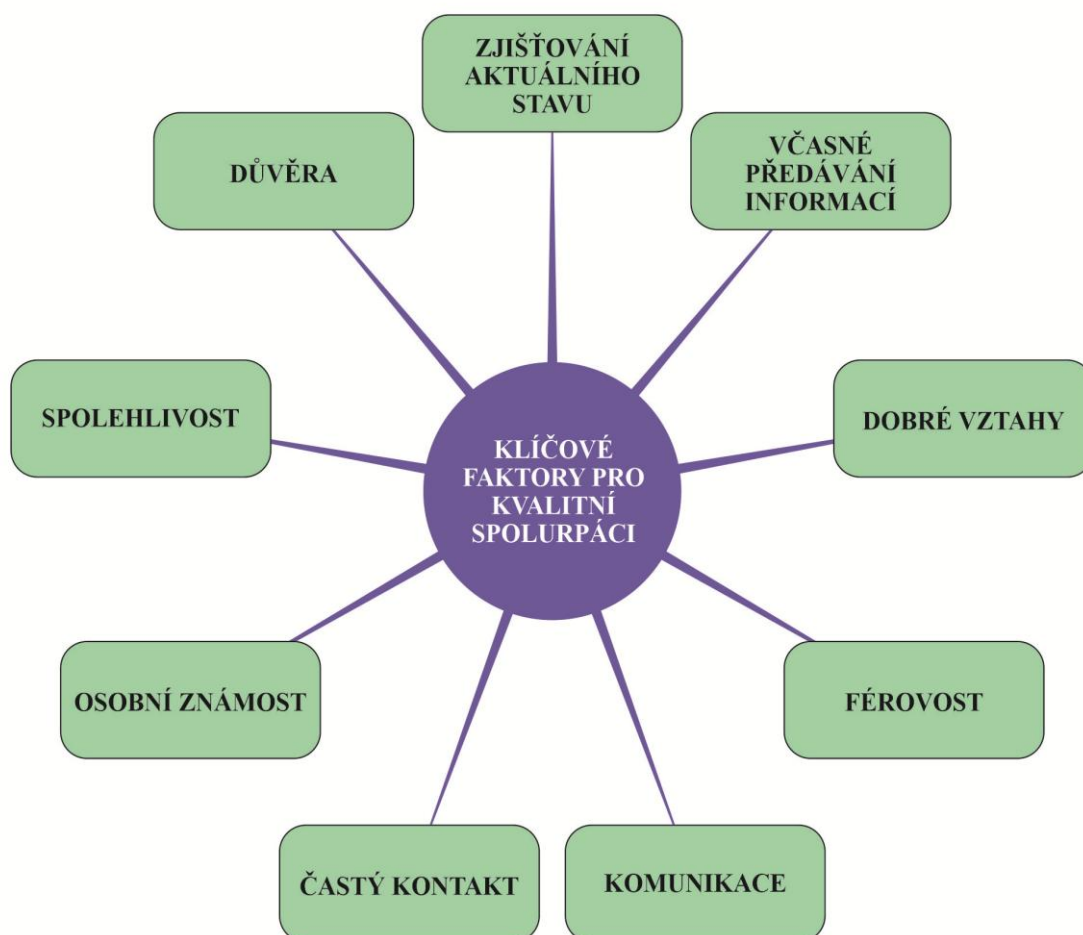 ZJIŠŤOVÁNÍ
AKTUÁLNÍHO
STAVU
VČASNÉ
PŘEDÁVÁNÍ
INFORMACÍ
DŮVĚRA
SPOLEHLIVOST
DOBRÉ VZTAHY
KLÍČOVÉ
FAKTORY PRO
KVALITNÍ
SPOLURPÁCI
OSOBNÍ ZNÁMOST
FÉROVOST
ČASTÝ KONTAKT
KOMUNIKACE